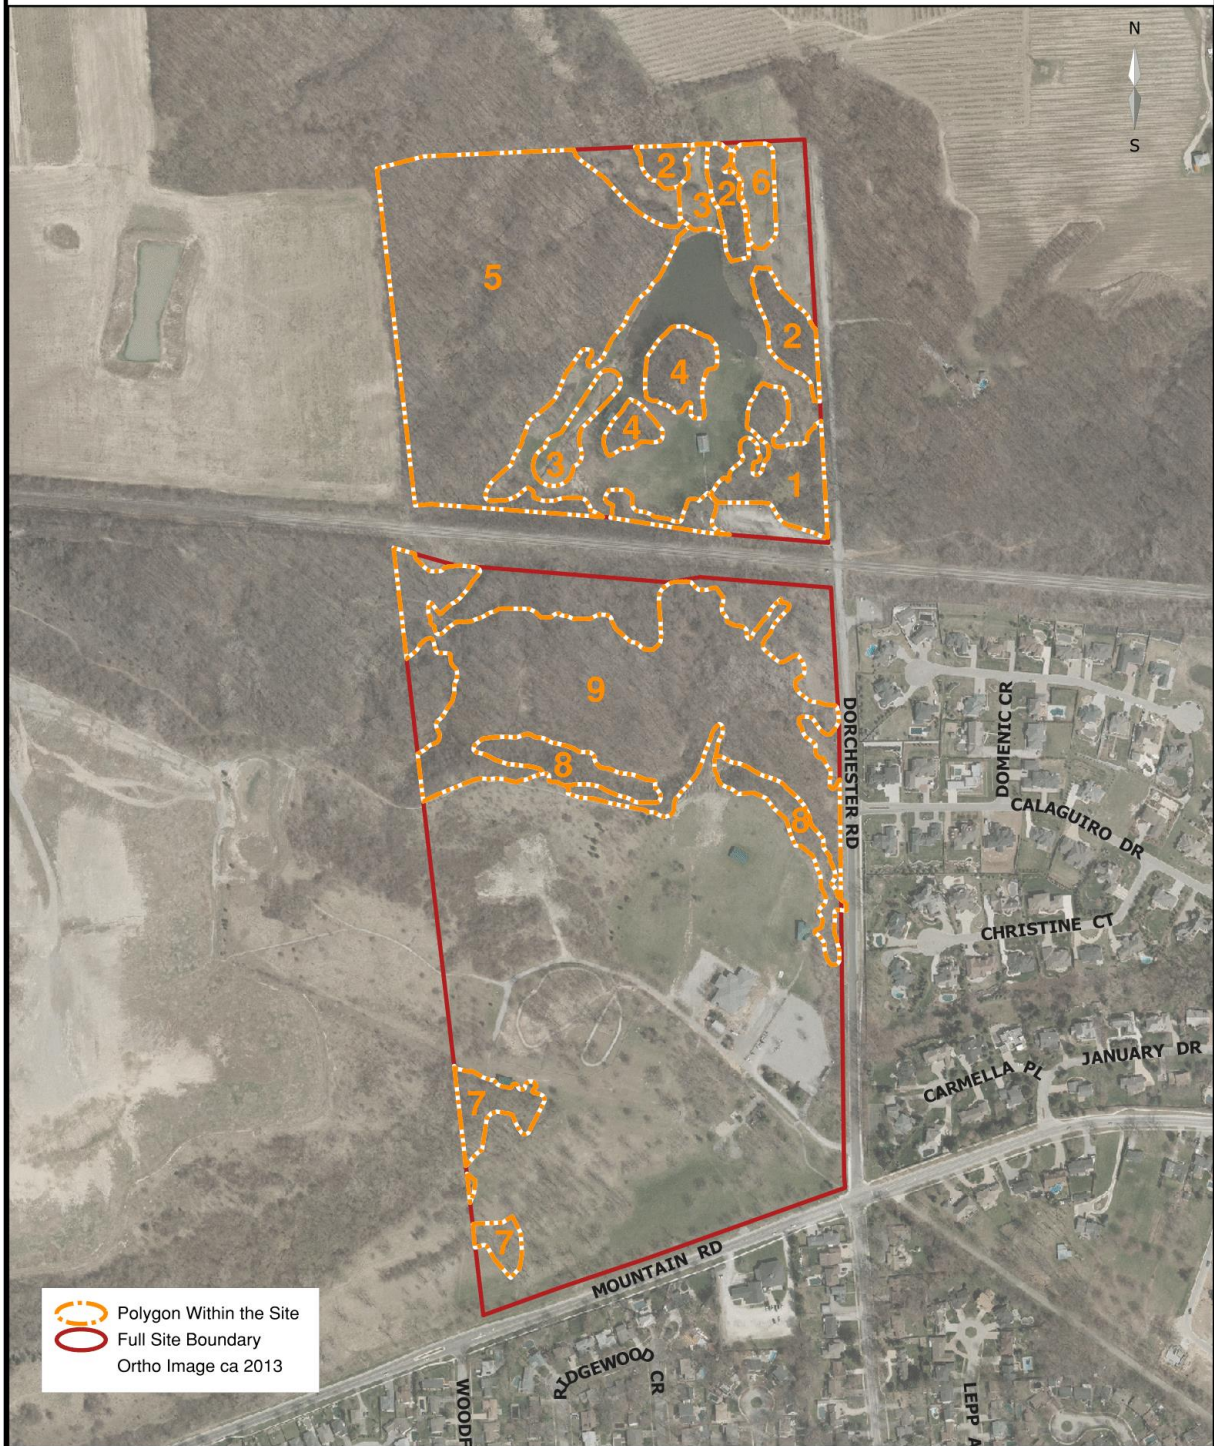 N
S
2
6
2
3
5
2
4
4
3
1
9
DORCHESTER RD
DOMENIC CR
8
CALAGUIRO DR
8
CHRISTINE CT
JANUARY DR
CARMELLA PL
7
7
MOUNTAIN RD
Polygon Within the Site
Full Site Boundary
Ortho Image ca 2013
RIDGEWOOD CR
WOODF
LEPP A